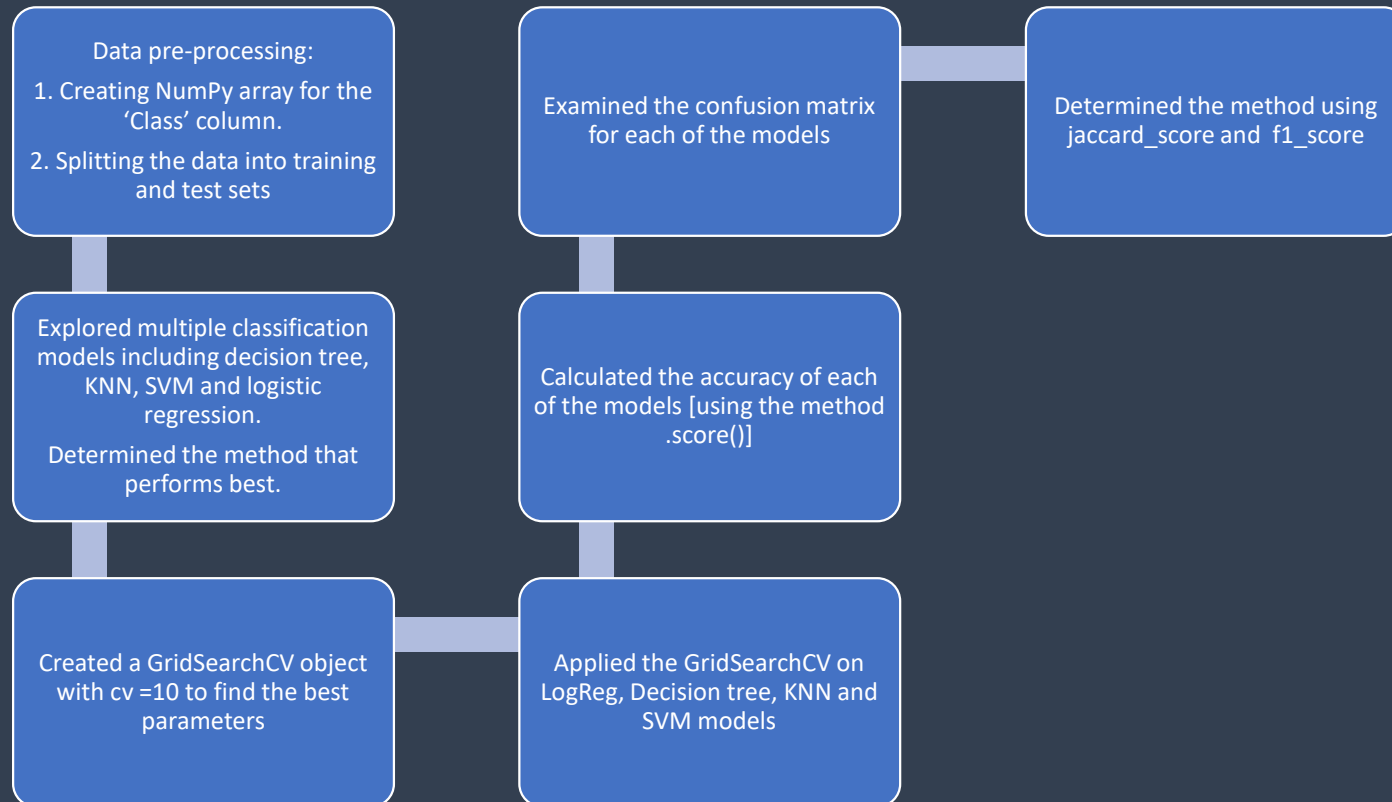 Data pre-processing:
1. Creating NumPy array for the
‘Class’ column.
2. Splitting the data into training
and test sets
Explored multiple classification
models including decision tree,
KNN, SVM and logistic
regression.
Determined the method that
performs best.
Created a GridSearchCV object
with cv =10 to find the best
parameters
Applied the GridSearchCV on
LogReg, Decision tree, KNN and
SVM models
Calculated the accuracy of each
of the models [using the method
.score()]
Examined the confusion matrix
for each of the models
Determined the method using
jaccard_score and  f1_score